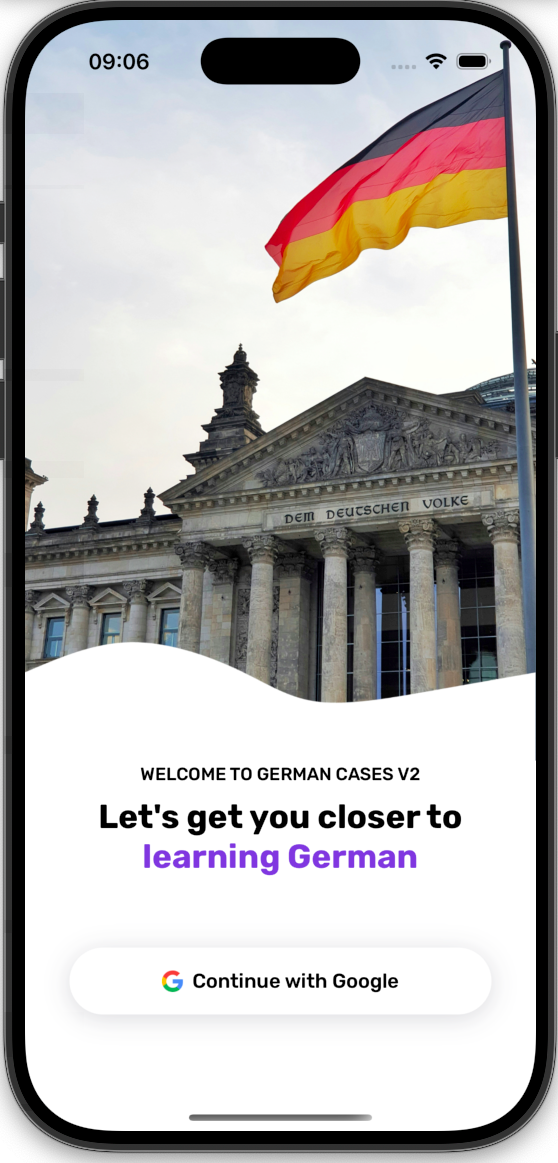 09:06
DEM DEUTSCHEN VOLKE
WELCOME TO GERMAN CASES V2
Let's get you closer to
learning German
Continue with Google